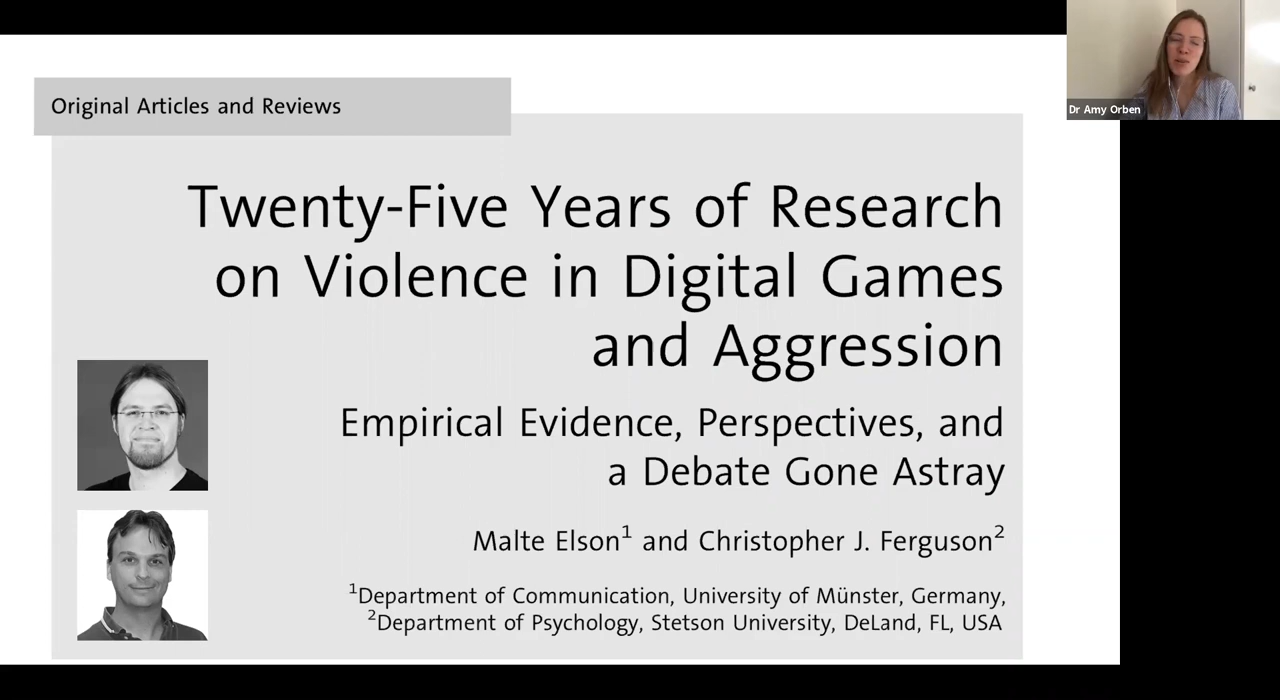 Original Articles and Reviews
Twenty-Five Years of Research
on Violence in Digital Games
and Aggression
Empirical Evidence, Perspectives, and
a Debate Gone Astray
Malte Elson¹ and Christopher J. Ferguson²
¹Department of Communication, University of Münster, Germany,
²Department of Psychology, Stetson University, DeLand, FL, USA
Dr Amy Orben